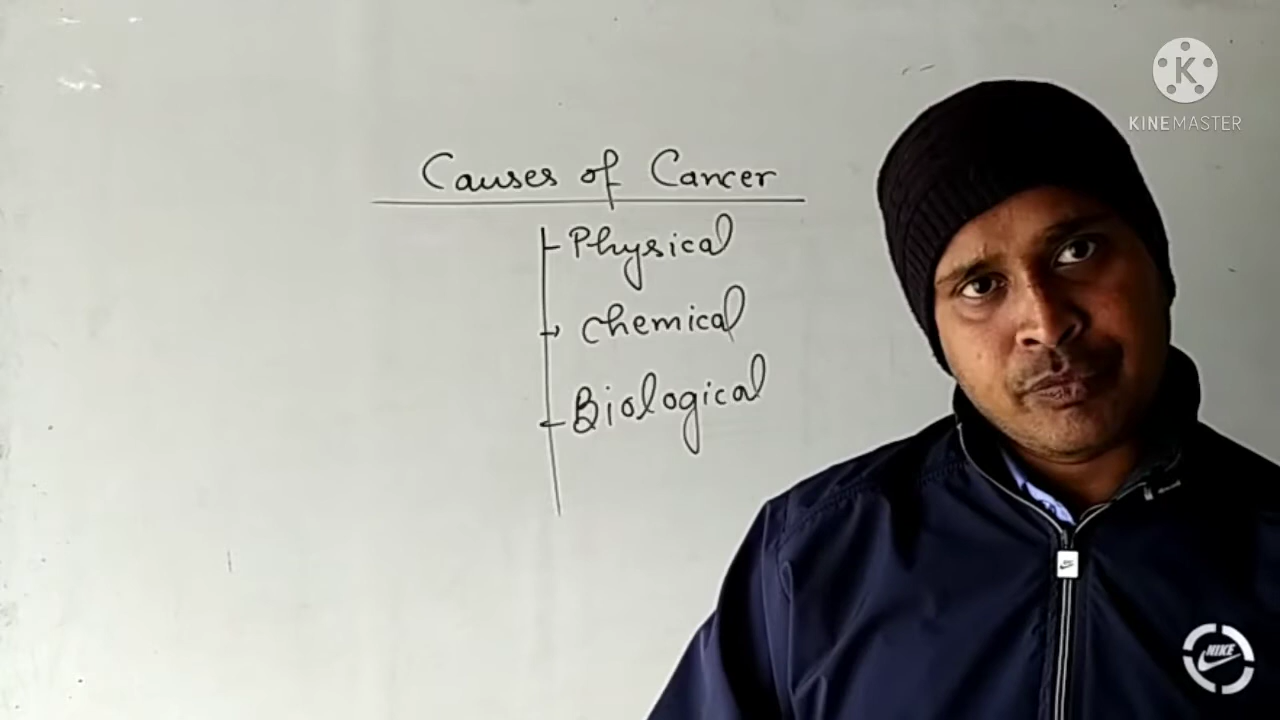 KINEMASTER
Causes of Cancer
Physical
Chemical
Biological
NIKE